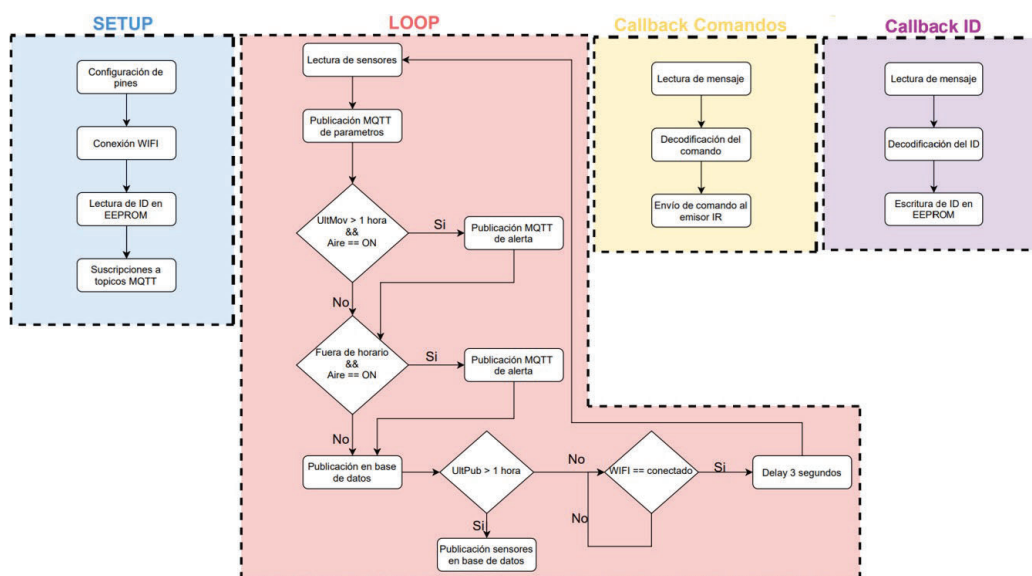 SETUP
Configuración de
pines
Conexión WIFI
Lectura de ID en
EEPROM
Suscripciones a
topicos MQTT
LOOP
Lectura de sensores
Publicación MQTT
de parametros
UltMov > 1 hora
&&
Aire == ON
Si
Publicación MQTT
de alerta
No
Fuera de horario
&&
Aire == ON
Si
Publicación MQTT
de alerta
No
Publicación en base
de datos
UltPub > 1 hora
No
Si
Publicación sensores
en base de datos
WIFI == conectado
No
Si
Delay 3 segundos
Callback Comandos
Lectura de mensaje
Decodificación del
comando
Envío de comando al
emisor IR
Callback ID
Lectura de mensaje
Decodificación del ID
Escritura de ID en
EEPROM